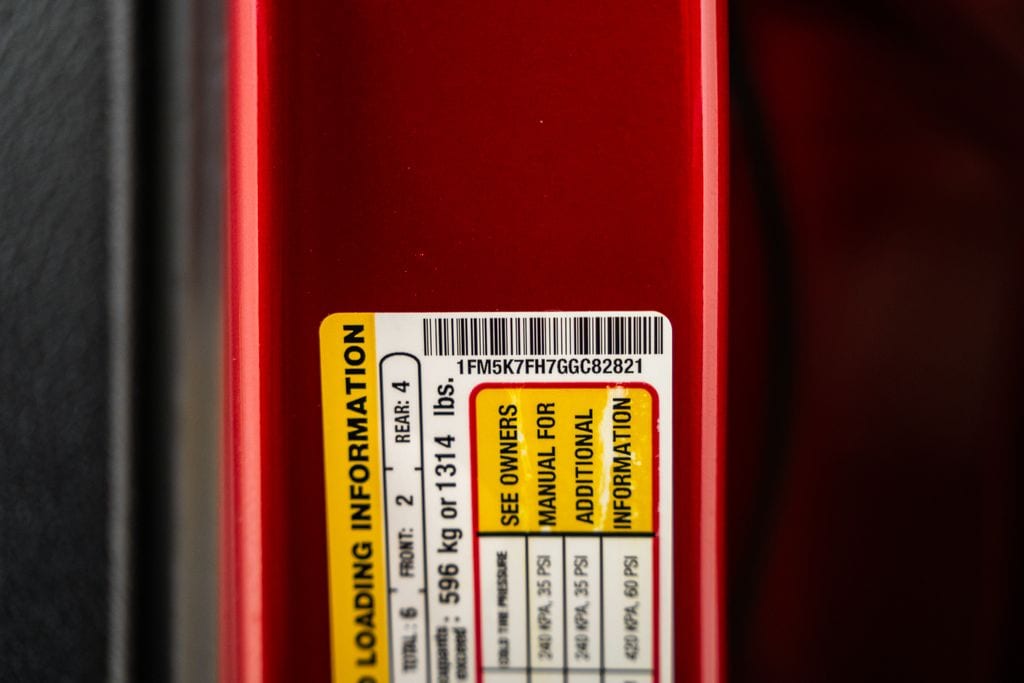 1FM5K7FH7GGC82821
LOADING INFORMATION
TOTAL: 6 FRONT: 2 REAR: 4
596 kg or 1314 lbs.
exceed:
SEE OWNERS
MANUAL FOR
ADDITIONAL
INFORMATION
COLD TIRE PRESSURE
240 KPA, 35 PSI
240 KPA, 35 PSI
420 KPA, 60 PSI